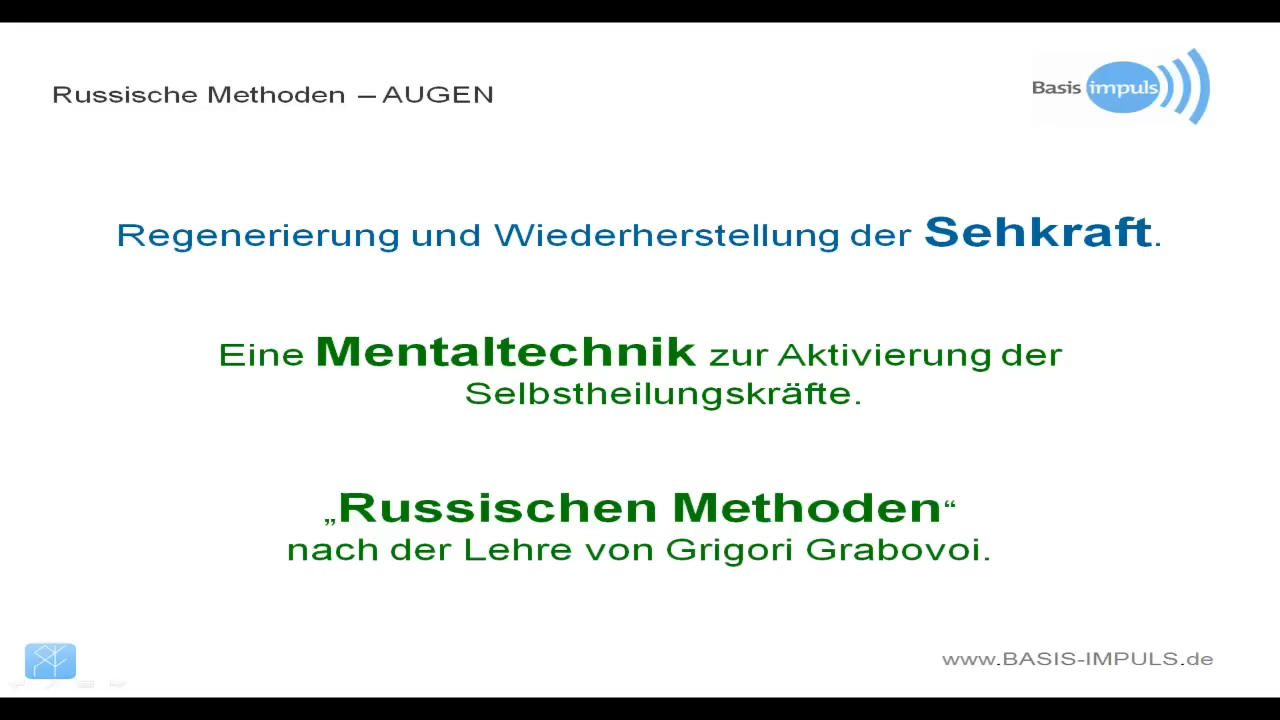 Russische Methoden – AUGEN
Basis impuls
Regenerierung und Wiederherstellung der Sehkraft.
Eine Mentaltechnik zur Aktivierung der
Selbstheilungskräfte.
„Russischen Methoden“
nach der Lehre von Grigori Grabovoi.
www.BASIS-IMPULS.de